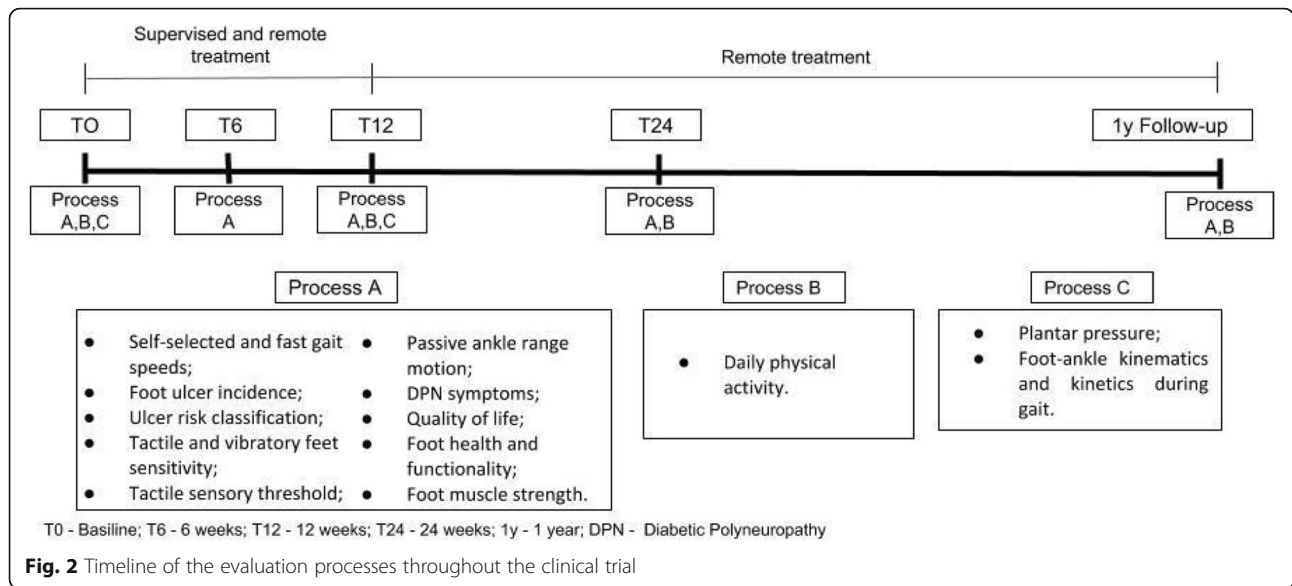 Supervised and remote
treatment
Remote treatment
TO
T6
T12
T24
1y Follow-up
Process
A,B,C
Process
A
Process
A,B,C
Process
A,B
Process
A,B
Process A
● Self-selected and fast gait
speeds;
● Foot ulcer incidence;
● Ulcer risk classification;
● Tactile and vibratory feet
sensitivity;
● Tactile sensory threshold;
● Passive ankle range
motion;
● DPN symptoms;
● Quality of life;
● Foot health and
functionality;
● Foot muscle strength.
Process B
● Daily physical
activity.
Process C
● Plantar pressure;
● Foot-ankle kinematics
and kinetics during
gait.
T0 - Basiline; T6 - 6 weeks; T12 - 12 weeks; T24 - 24 weeks; 1y - 1 year; DPN - Diabetic Polyneuropathy
Fig. 2 Timeline of the evaluation processes throughout the clinical trial